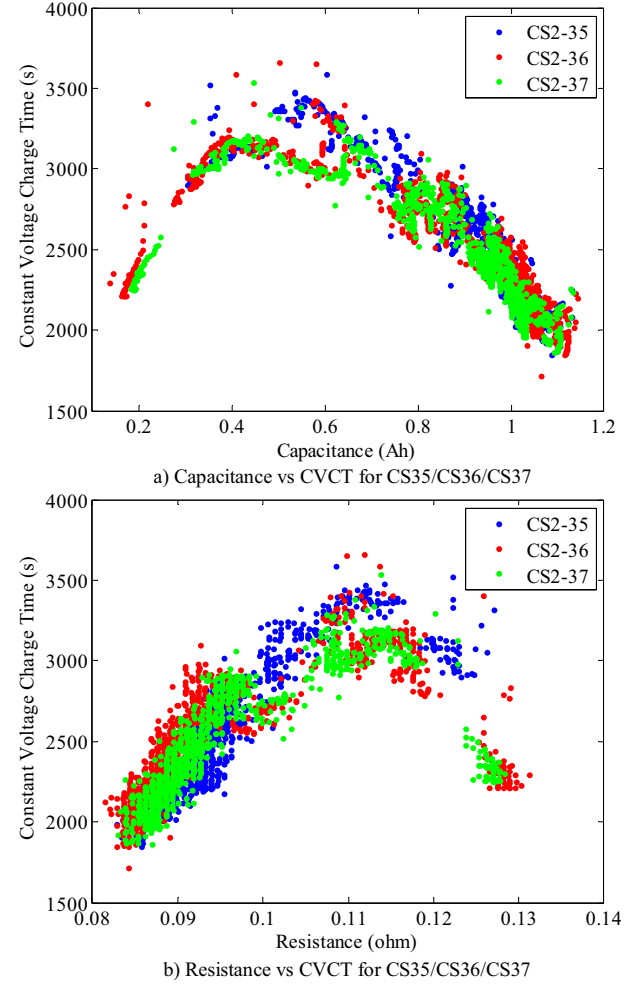 4000
3500
3000
2500
2000
1500
Constant Voltage Charge Time (s)
CS2-35
CS2-36
CS2-37
0.2
0.4
0.6
0.8
1
1.2
Capacitance (Ah)
a) Capacitance vs CVCT for CS35/CS36/CS37
4000
3500
3000
2500
2000
1500
Constant Voltage Charge Time (s)
CS2-35
CS2-36
CS2-37
0.08
0.09
0.1
0.11
0.12
0.13
0.14
Resistance (ohm)
b) Resistance vs CVCT for CS35/CS36/CS37